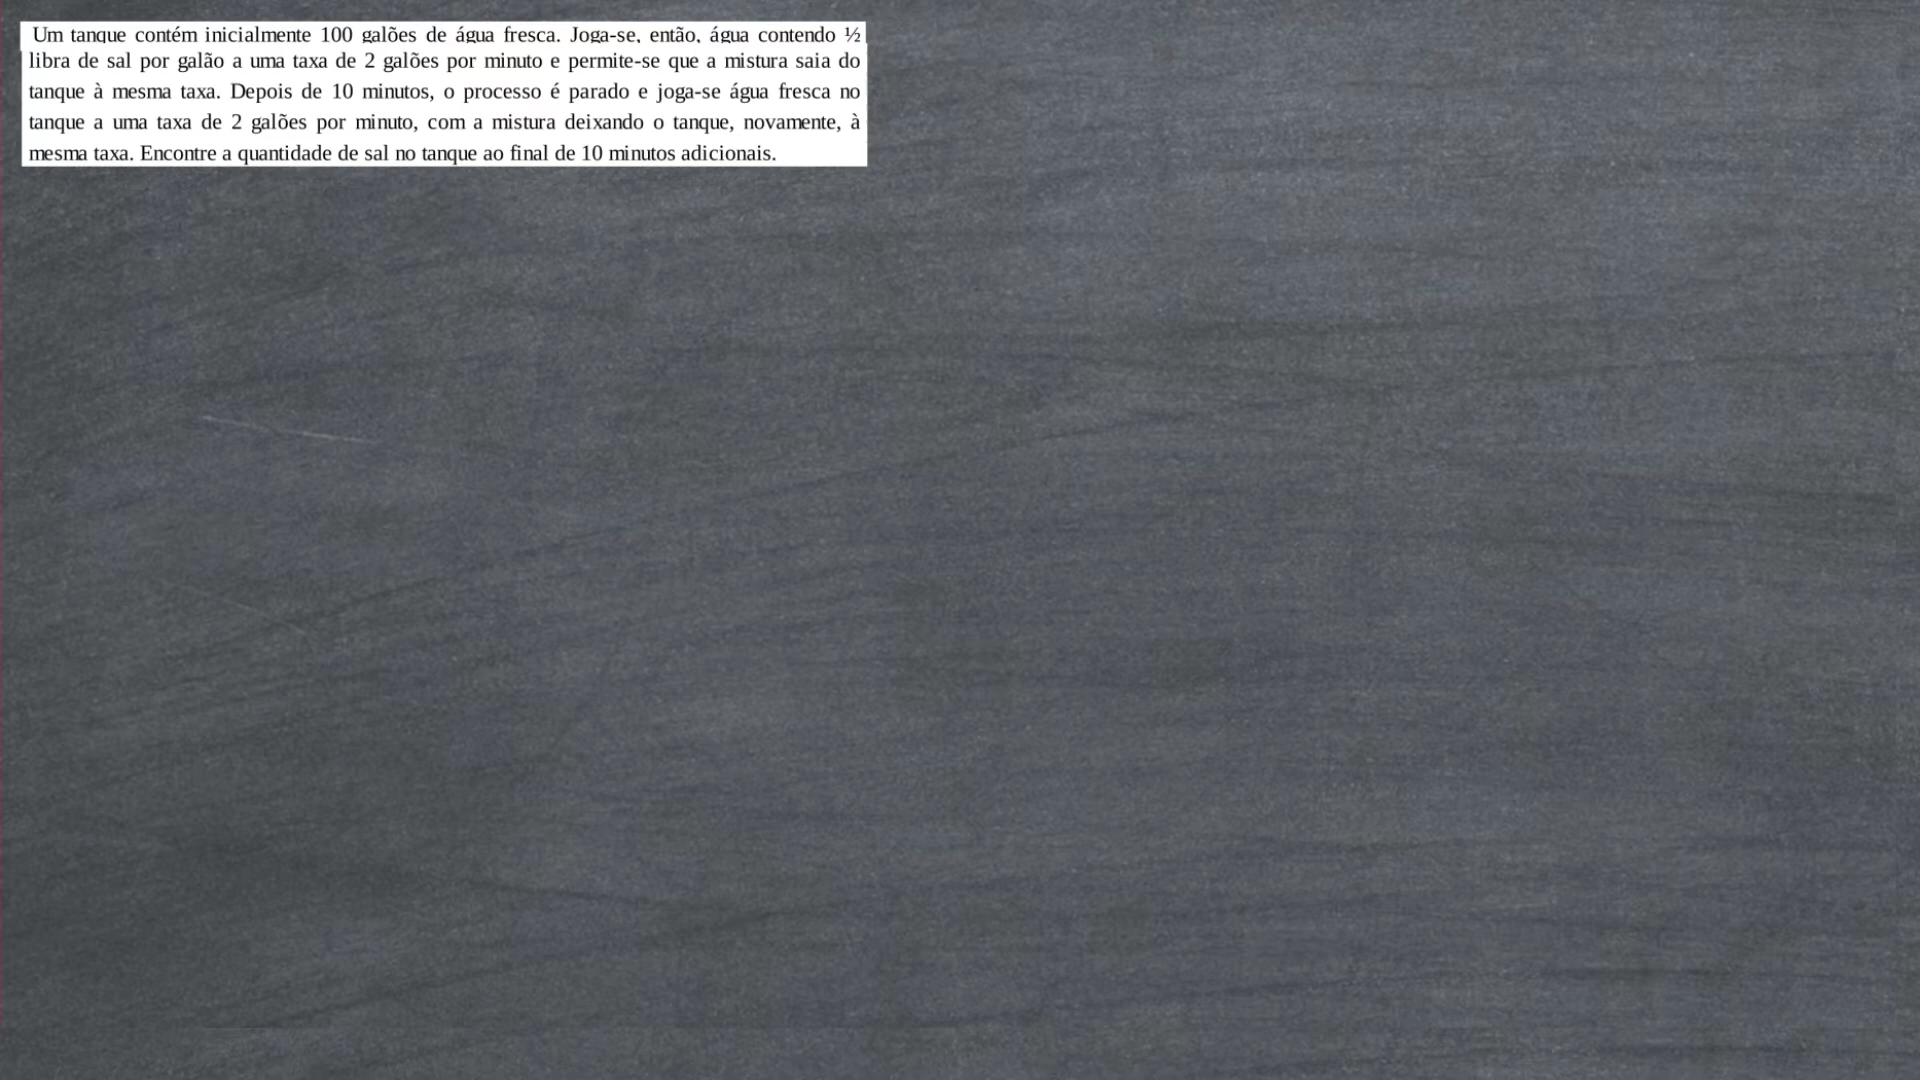 Um tanque contém inicialmente 100 galões de água fresca. Joga-se, então, água contendo ½
libra de sal por galão a uma taxa de 2 galões por minuto e permite-se que a mistura saia do
tanque à mesma taxa. Depois de 10 minutos, o processo é parado e joga-se água fresca no
tanque a uma taxa de 2 galões por minuto, com a mistura deixando o tanque, novamente, à
mesma taxa. Encontre a quantidade de sal no tanque ao final de 10 minutos adicionais.